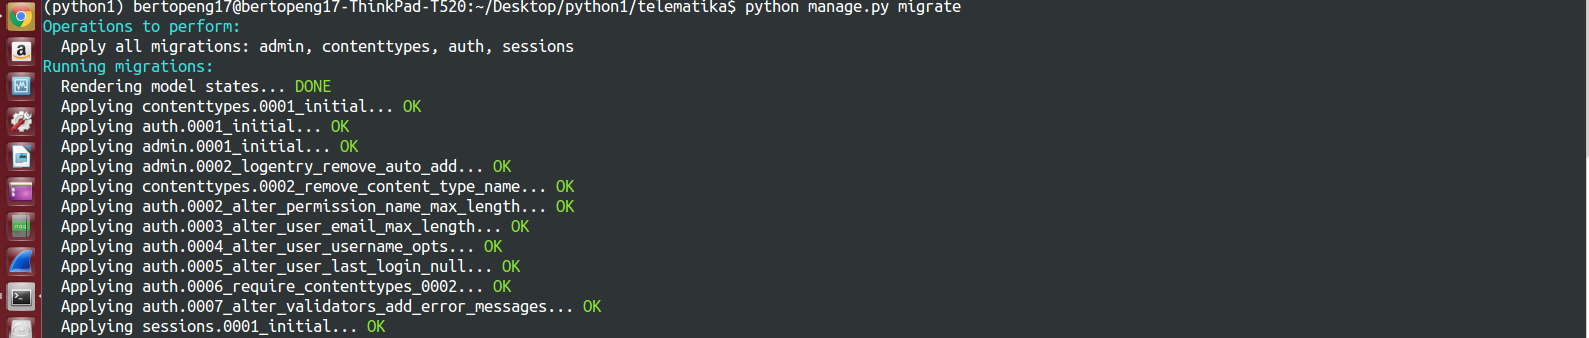 (python1) bertopeng17@bertopeng17-ThinkPad-T520:~/Desktop/python1/telematika$ python manage.py migrate
Operations to perform:
  Apply all migrations: admin, contenttypes, auth, sessions
Running migrations:
  Rendering model states... DONE
  Applying contenttypes.0001_initial... OK
  Applying auth.0001_initial... OK
  Applying admin.0001_initial... OK
  Applying admin.0002_logentry_remove_auto_add... OK
  Applying contenttypes.0002_remove_content_type_name... OK
  Applying auth.0002_alter_permission_name_max_length... OK
  Applying auth.0003_alter_user_email_max_length... OK
  Applying auth.0004_alter_user_username_opts... OK
  Applying auth.0005_alter_user_last_login_null... OK
  Applying auth.0006_require_contenttypes_0002... OK
  Applying auth.0007_alter_validators_add_error_messages... OK
  Applying sessions.0001_initial... OK